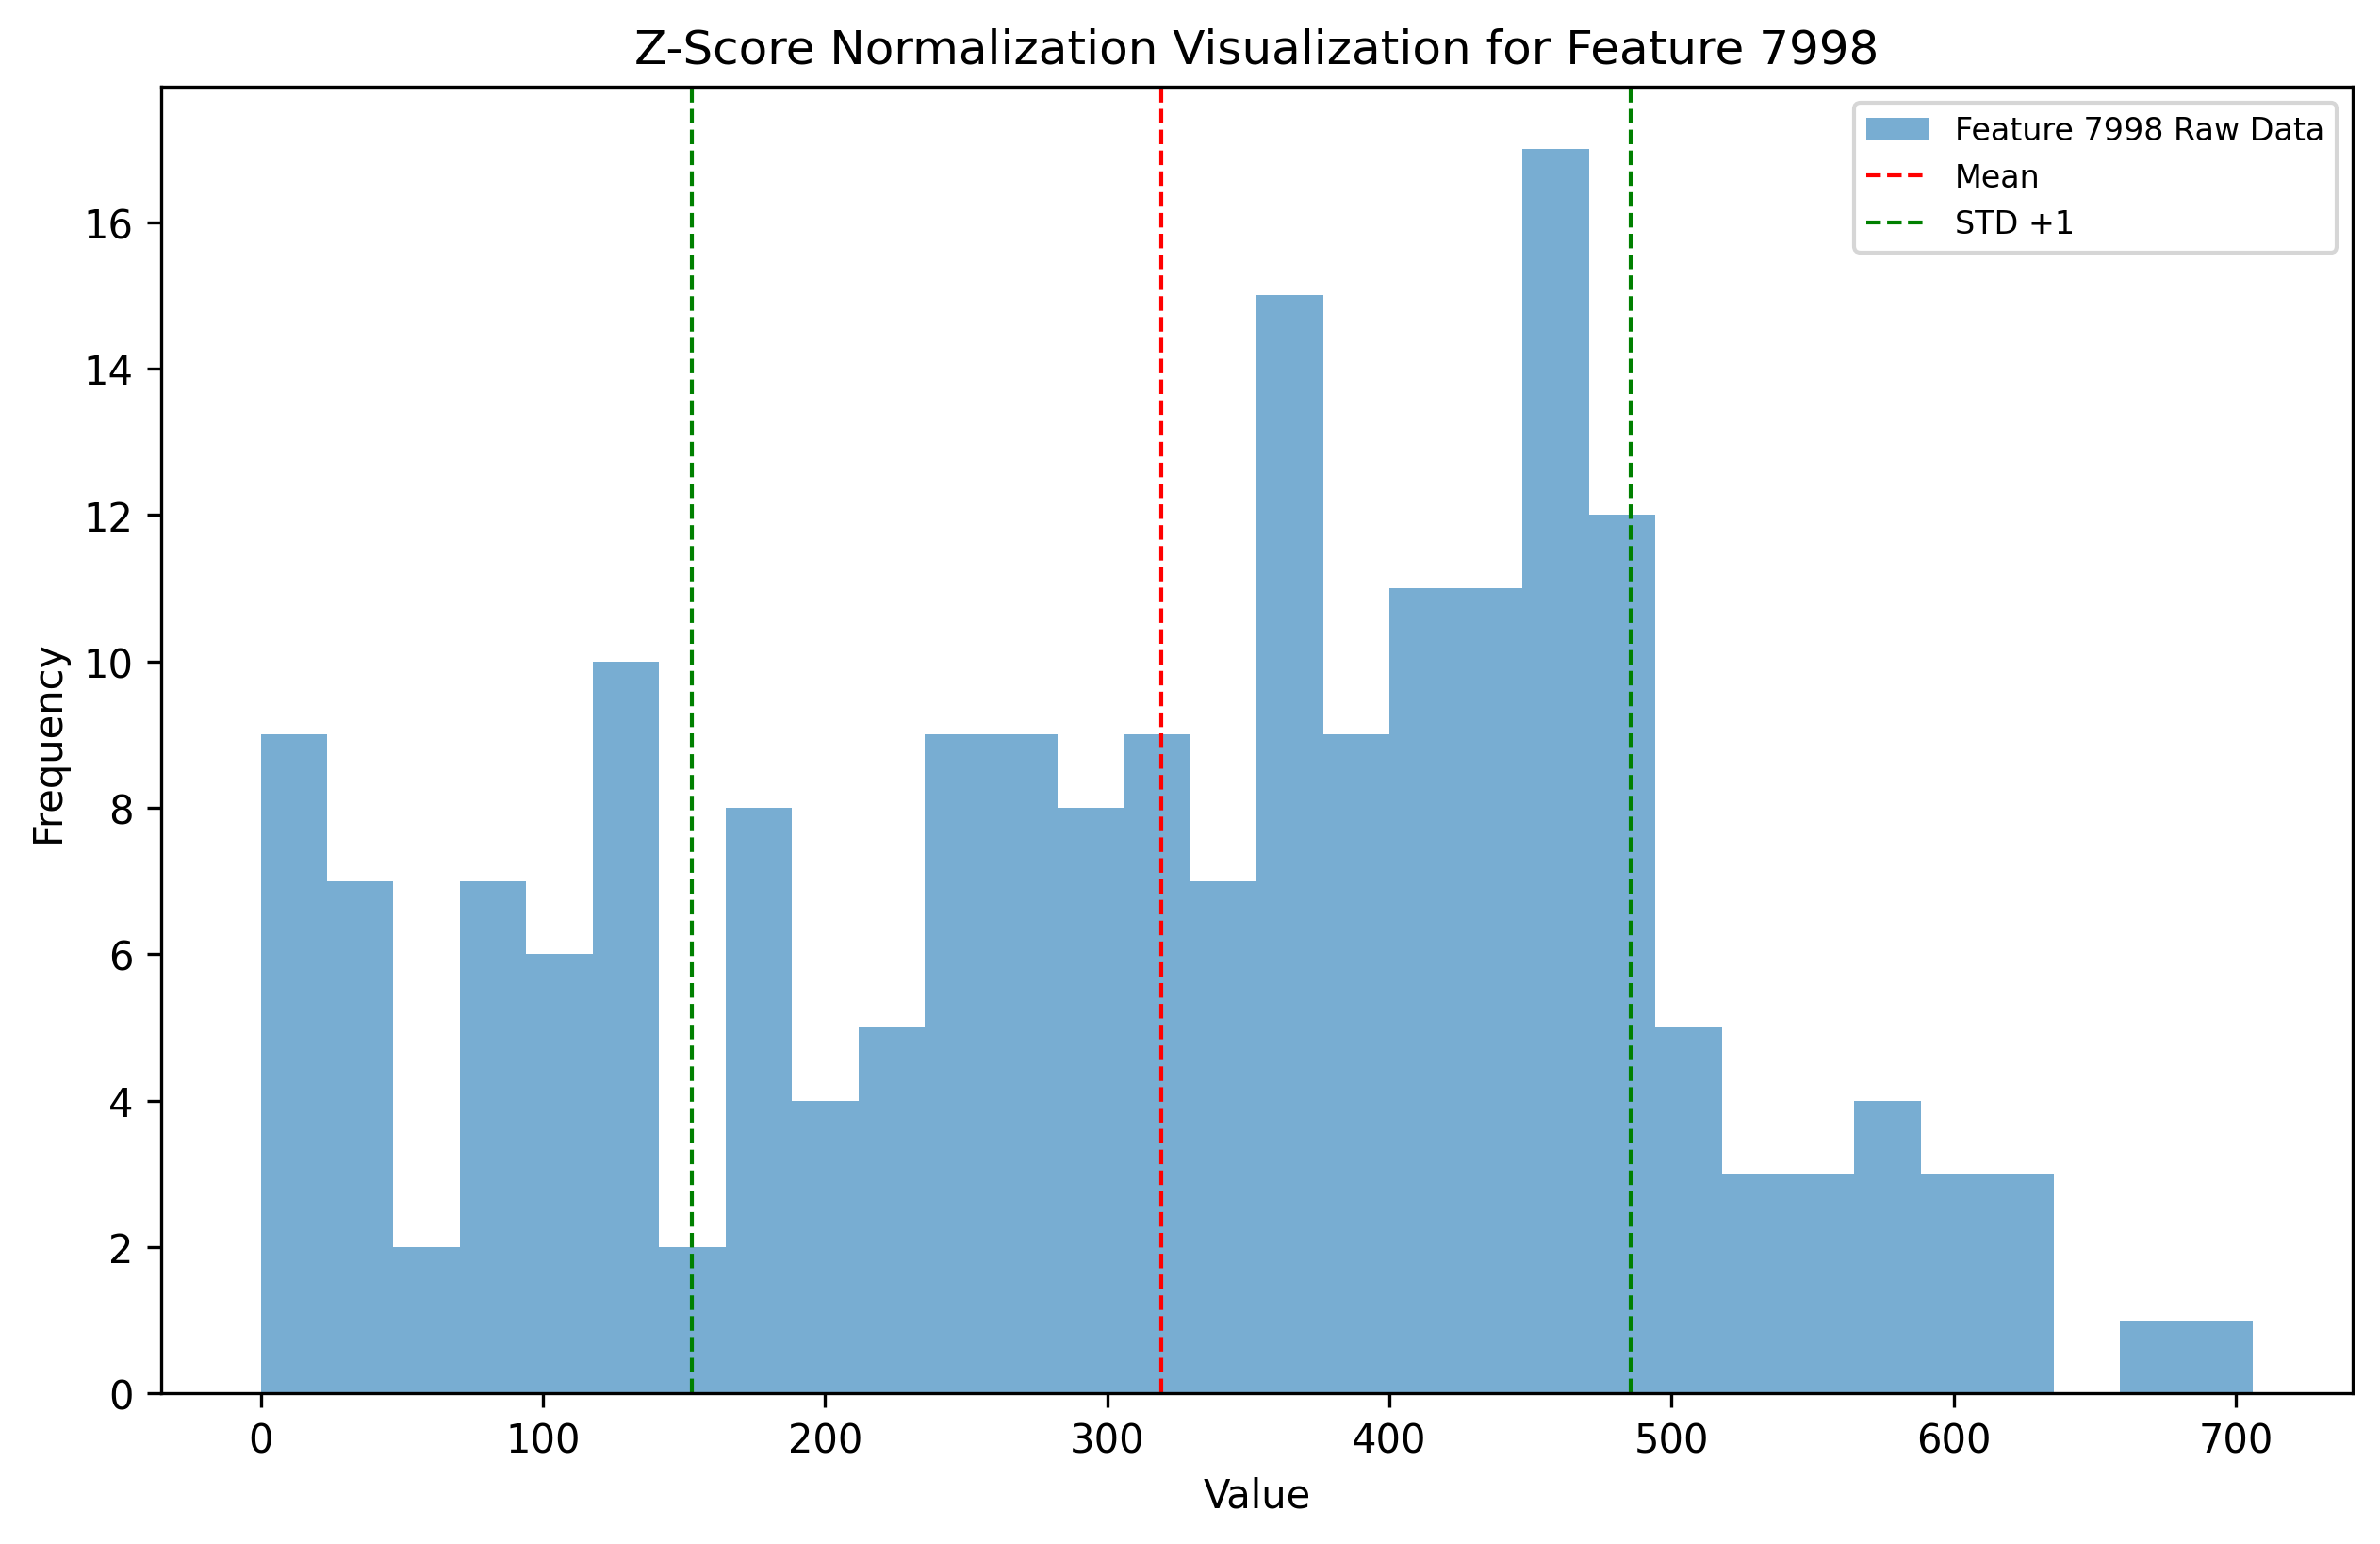 Z-Score Normalization Visualization for Feature 7998
Feature 7998 Raw Data
Mean
STD +1
16
14
12
10
8
6
4
2
0
Frequency
0 100 200 300 400 500 600 700
Value